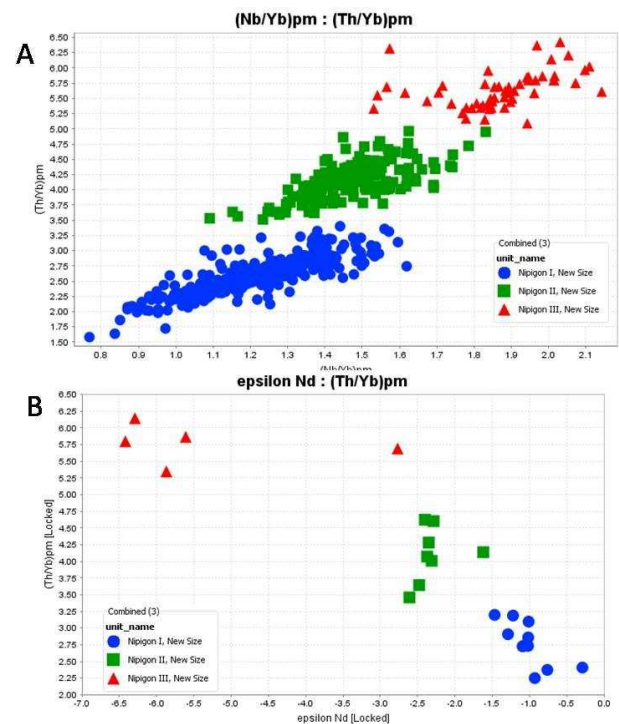 (Nb/Yb)pm : (Th/Yb)pm
A
6.50
6.25
6.00
5.75
5.50
5.25
5.00
4.75
4.50
4.25
4.00
3.75
3.50
3.25
3.00
2.75
2.50
2.25
2.00
1.75
1.50
(Th/Yb)pm
Combined (3)
unit_name
Nipigon I, New Size
Nipigon II, New Size
Nipigon III, New Size
0.8 0.9 1.0 1.1 1.2 1.3 1.4 1.5 1.6 1.7 1.8 1.9 2.0 2.1
(Nb/Yb)pm
epsilon Nd : (Th/Yb)pm
B
6.50
6.25
6.00
5.75
5.50
5.25
5.00
4.75
4.50
4.25
4.00
3.75
3.50
3.25
3.00
2.75
2.50
2.25
2.00
(Th/Yb)pm [Locked]
Combined (3)
unit_name
Nipigon I, New Size
Nipigon II, New Size
Nipigon III, New Size
-7.0 -6.5 -6.0 -5.5 -5.0 -4.5 -4.0 -3.5 -3.0 -2.5 -2.0 -1.5 -1.0 -0.5 0.0
epsilon Nd [Locked]